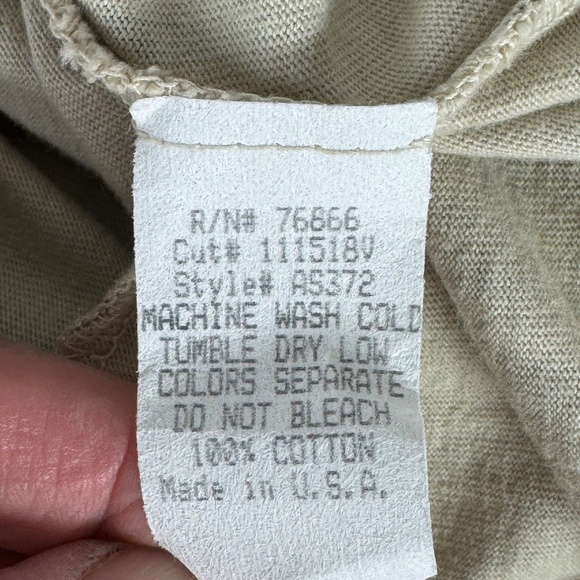 R/N# 76866
Cut# 111518V
Style# AS372
MACHINE WASH COLD
TUMBLE DRY LOW
COLORS SEPARATE
DO NOT BLEACH
100% COTTON
Made in U.S.A.